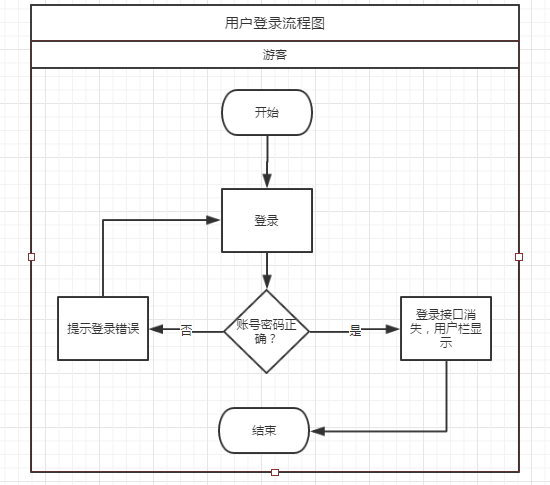 用户登录流程图
游客
开始
登录
提示登录错误
否
账号密码正
确？
是
登录接口消
失，用户栏显
示
结束